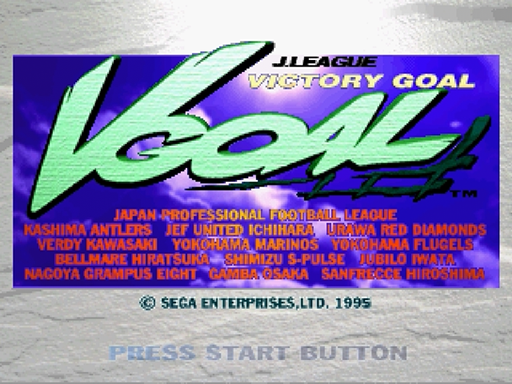 J.LEAGUE
VICTORY GOAL
VGOAL
TM
JAPAN PROFESSIONAL FOOTBALL LEAGUE
KASHIMA ANTLERS JEF UNITED ICHIHARA URAWA RED DIAMONDS
VERDY KAWASAKI YOKOHAMA MARINOS YOKOHAMA FLUGELS
BELLMARE HIRATSUKA SHIMIZU S-PULSE JUBILO IWATA
NAGOYA GRAMPUS EIGHT GAMBA OSAKA SANFRECCE HIROSHIMA
© SEGA ENTERPRISES,LTD. 1995
PRESS START BUTTON